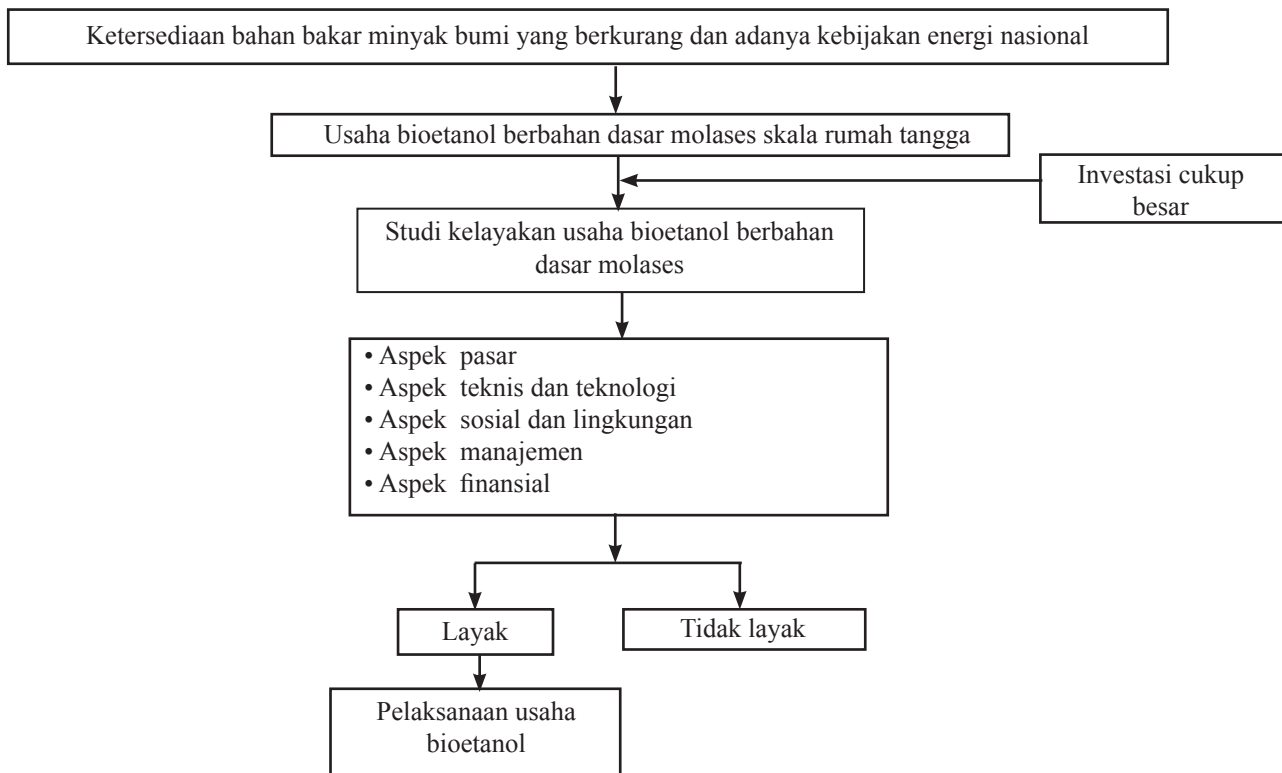 Ketersediaan bahan bakar minyak bumi yang berkurang dan adanya kebijakan energi nasional
Usaha bioetanol berbahan dasar molases skala rumah tangga
Investasi cukup
besar
Studi kelayakan usaha bioetanol berbahan
dasar molases
• Aspek pasar
• Aspek teknis dan teknologi
• Aspek sosial dan lingkungan
• Aspek manajemen
• Aspek finansial
Layak
Tidak layak
Pelaksanaan usaha
bioetanol